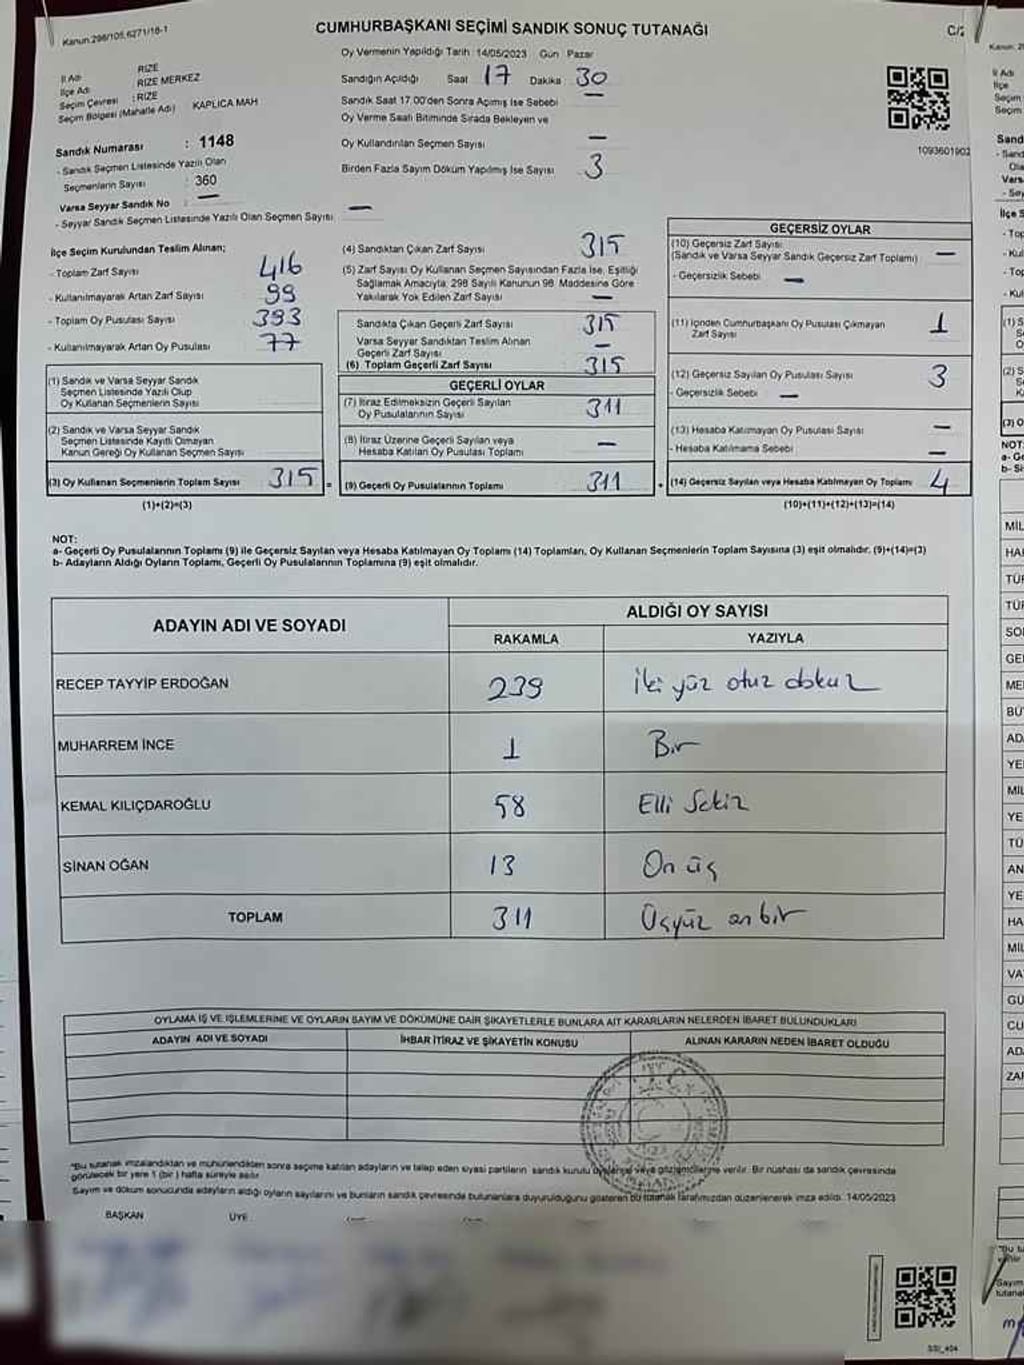 Kanun 298/105,6271/18-1
CUMHURBAŞKANI SEÇİMİ SANDIK SONUÇ TUTANAĞI
C/2
Oy Vermenin Yapıldığı Tarih 14/05/2023 Gün Pazar
İl Adı RİZE
İlçe Adı RİZE MERKEZ
Seçim Çevresi : RİZE
Seçim Bölgesi (Mahalle Adı) KAPLICA MAH
Sandık Numarası : 1148
- Sandık Seçmen Listesinde Yazılı Olan
Seçmenlerin Sayısı : 360
Varsa Seyyar Sandık No : —
- Seyyar Sandık Seçmen Listesinde Yazılı Olan Seçmen Sayısı —
Sandığın Açıldığı Saat 17 Dakika 30
Sandık Saat 17.00'den Sonra Açımış İse Sebebi —
Oy Verme Saati Bitiminde Sırada Bekleyen ve
Oy Kullandırılan Seçmen Sayısı —
Birden Fazla Sayım Döküm Yapılmış İse Sayısı 3
1093601902
İlçe Seçim Kurulundan Teslim Alınan;
- Toplam Zarf Sayısı 416
- Kullanılmayarak Artan Zarf Sayısı 99
- Toplam Oy Pusulası Sayısı 393
- Kullanılmayarak Artan Oy Pusulası 77
(1) Sandık ve Varsa Seyyar Sandık
Seçmen Listesinde Yazılı Olup
Oy Kullanan Seçmenlerin Sayısı
(2) Sandık ve Varsa Seyyar Sandık
Seçmen Listesinde Kayıtlı Olmayan
Kanun Gereği Oy Kullanan Seçmen Sayısı
(3) Oy Kullanan Seçmenlerin Toplam Sayısı 315 =
(1)+(2)=(3)
(4) Sandıktan Çıkan Zarf Sayısı 315
(5) Zarf Sayısı Oy Kullanan Seçmen Sayısından Fazla İse, Eşitliği
Sağlamak Amacıyla, 298 Sayılı Kanunun 98. Maddesine Göre
Yakılarak Yok Edilen Zarf Sayısı —
Sandıkta Çıkan Geçerli Zarf Sayısı 315
Varsa Seyyar Sandıktan Teslim Alınan
Geçerli Zarf Sayısı —
(6) Toplam Geçerli Zarf Sayısı 315
GEÇERLİ OYLAR
(7) İtiraz Edilmeksizin Geçerli Sayılan
Oy Pusulalarının Sayısı 311
(8) İtiraz Üzerine Geçerli Sayılan veya
Hesaba Katılan Oy Pusulası Toplamı —
(9) Geçerli Oy Pusulalarının Toplamı 311 +
GEÇERSİZ OYLAR
(10) Geçersiz Zarf Sayısı
(Sandık ve Varsa Seyyar Sandık Geçersiz Zarf Toplamı) —
- Geçersizlik Sebebi —
(11) İçinden Cumhurbaşkanı Oy Pusulası Çıkmayan
Zarf Sayısı 1
(12) Geçersiz Sayılan Oy Pusulası Sayısı 3
- Geçersizlik Sebebi —
(13) Hesaba Katılmayan Oy Pusulası Sayısı —
- Hesaba Katılmama Sebebi —
(14) Geçersiz Sayılan veya Hesaba Katılmayan Oy Toplamı 4
(10)+(11)+(12)+(13)=(14)
NOT:
a- Geçerli Oy Pusulalarının Toplamı (9) ile Geçersiz Sayılan veya Hesaba Katılmayan Oy Toplamı (14) Toplamları, Oy Kullanan Seçmenlerin Toplam Sayısına (3) eşit olmalıdır. (9)+(14)=(3)
b- Adayların Aldığı Oyların Toplamı, Geçerli Oy Pusulalarının Toplamına (9) eşit olmalıdır.
ADAYIN ADI VE SOYADI
ALDIĞI OY SAYISI
RAKAMLA YAZIYLA
RECEP TAYYİP ERDOĞAN 239 İki yüz otuz dokuz
MUHARREM İNCE 1 Bir
KEMAL KILIÇDAROĞLU 58 Elli Sekiz
SİNAN OĞAN 13 On üç
TOPLAM 311 Üçyüz onbir
OYLAMA İŞ VE İŞLEMLERİNE VE OYLARIN SAYIM VE DÖKÜMÜNE DAİR ŞİKAYETLERLE BUNLARA AİT KARARLARIN NELERDEN İBARET BULUNDUKLARI
ADAYIN ADI VE SOYADI İHBAR İTİRAZ VE ŞİKAYETİN KONUSU ALINAN KARARIN NEDEN İBARET OLDUĞU
T.C.
"Bu tutanak imzalandıktan ve mühürlendikten sonra seçime katılan adayların ve talep eden siyasi partilerin sandık kurulu üyelerine veya gözlemcilerine verilir. Bir nüshası da sandık çevresinde
görülecek bir yere 1 (bir) hafta süreyle asılır.
Sayım ve döküm sonucunda adayların aldığı oyların sayılarını ve bunların sandık çevresinde bulunanlara duyurulduğunu gösteren bu tutanak tarafımızdan düzenlenerek imza edildi. 14/05/2023
BAŞKAN ÜYE